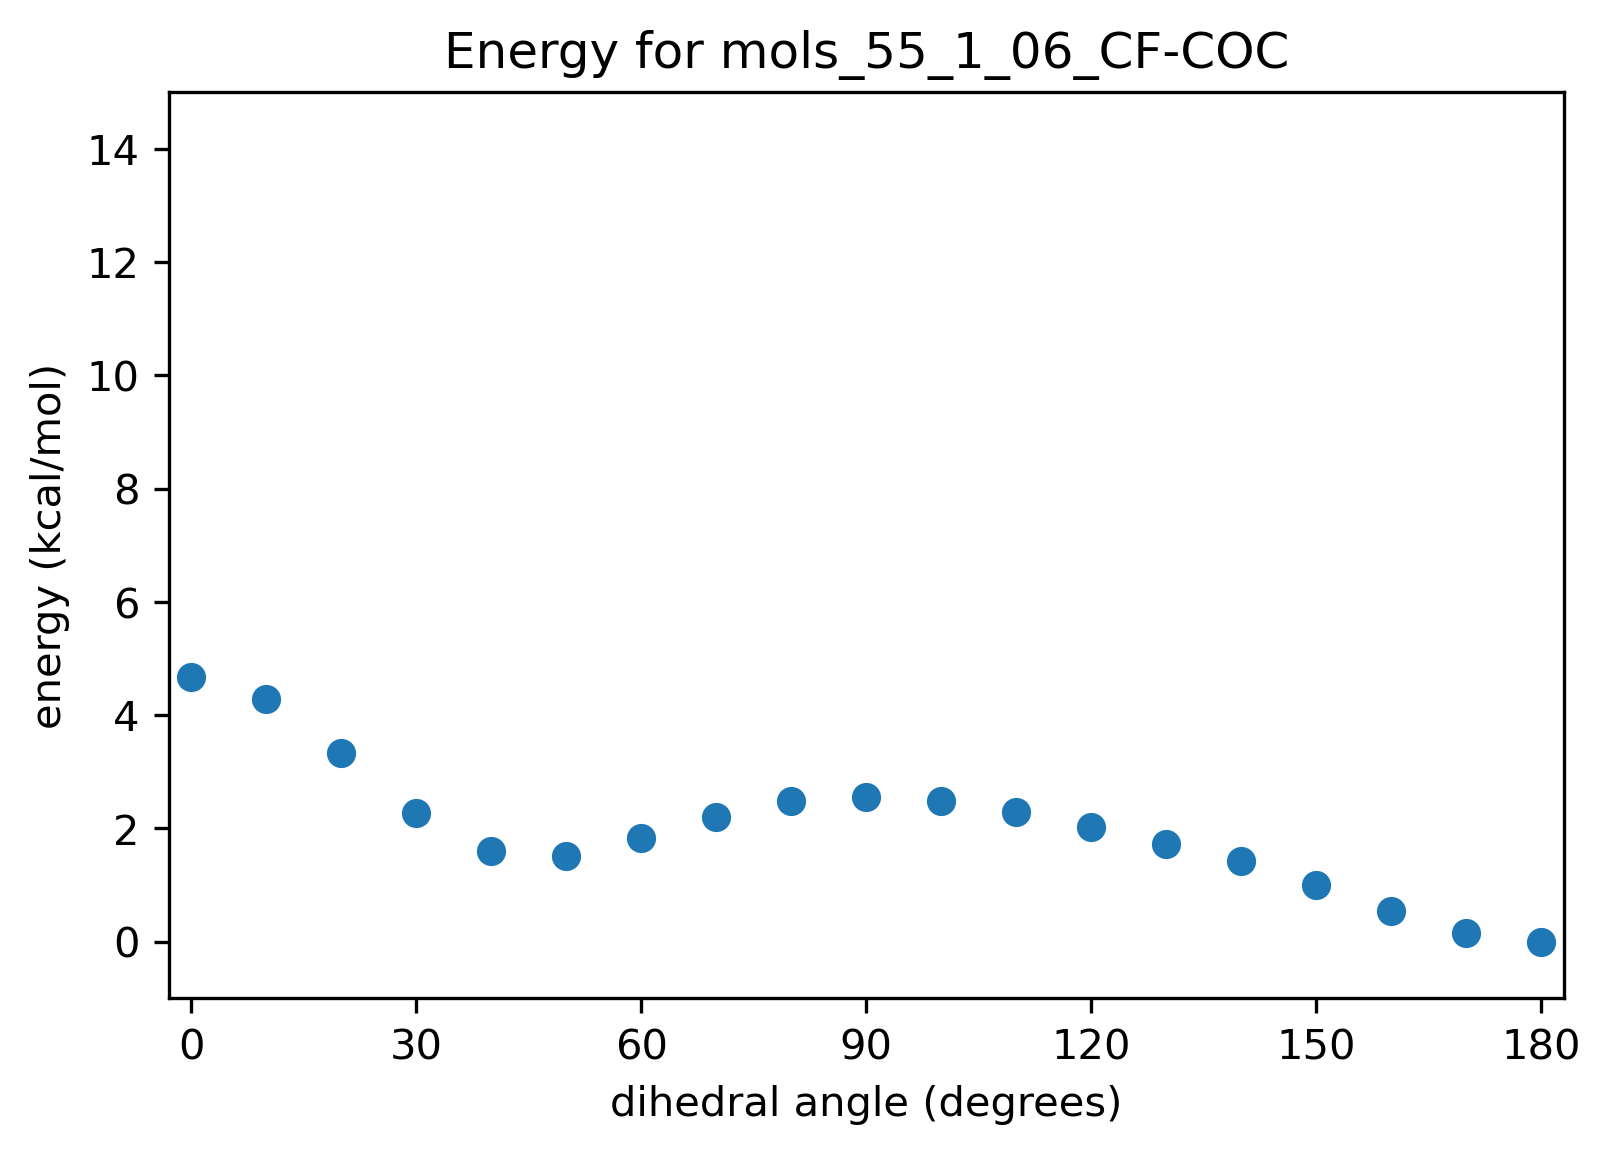 Energy for mols_55_1_06_CF-COC
14
12
10
8
6
4
2
0
energy (kcal/mol)
0 30 60 90 120 150 180
dihedral angle (degrees)